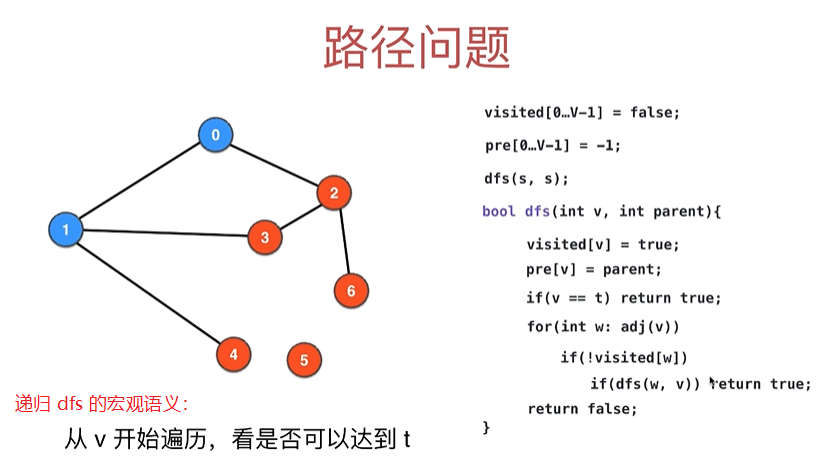 路径问题
0
2
1
3
6
4
5
递归 dfs 的宏观语义:
从 v 开始遍历，看是否可以达到 t
visited[0…V-1] = false;
pre[0…V-1] = -1;
dfs(s, s);
bool dfs(int v, int parent){
visited[v] = true;
pre[v] = parent;
if(v == t) return true;
for(int w: adj(v))
if(!visited[w])
if(dfs(w, v)) return true;
return false;
}